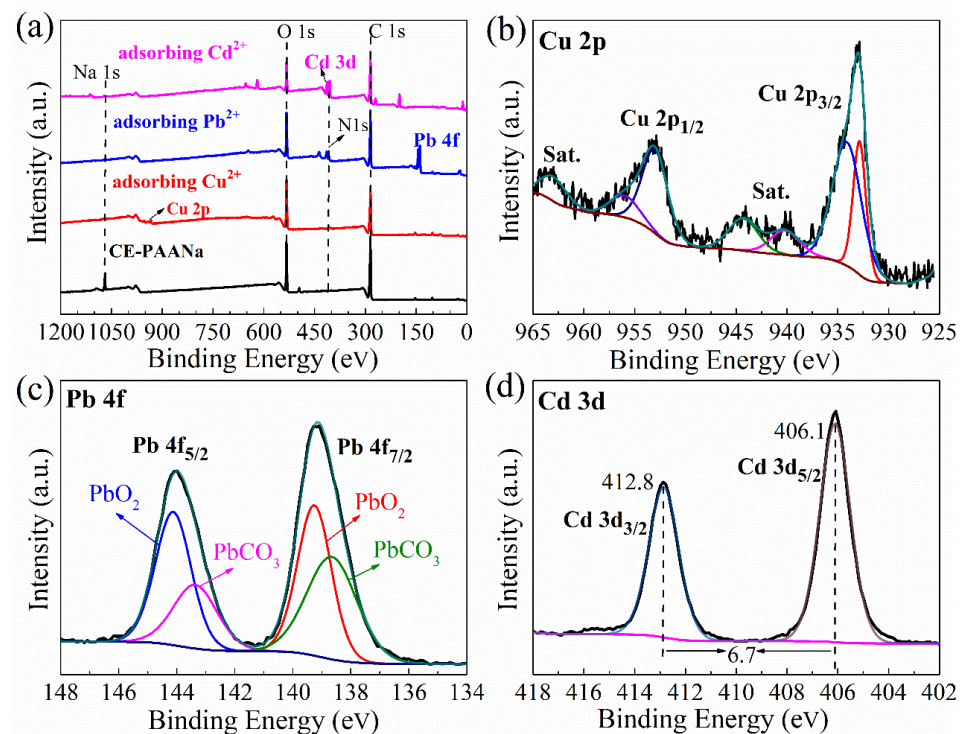 (a)
O 1s
C 1s
adsorbing Cd²⁺
Cd 3d
Na 1s
adsorbing Pb²⁺
N1s
Pb 4f
adsorbing Cu²⁺
Cu 2p
CE-PAANa
Intensity (a.u.)
1200 1050 900 750 600 450 300 150 0
Binding Energy (eV)
(b)
Cu 2p
Cu 2p₃/₂
Cu 2p₁/₂
Sat.
Sat.
Intensity (a.u.)
965 960 955 950 945 940 935 930 925
Binding Energy (eV)
(c)
Pb 4f
Pb 4f₅/₂
Pb 4f₇/₂
PbO₂
PbO₂
PbCO₃
PbCO₃
Intensity (a.u.)
148 146 144 142 140 138 136 134
Binding Energy (eV)
(d)
Cd 3d
406.1
Cd 3d₅/₂
412.8
Cd 3d₃/₂
6.7
Intensity (a.u.)
418 416 414 412 410 408 406 404 402
Binding Energy (eV)